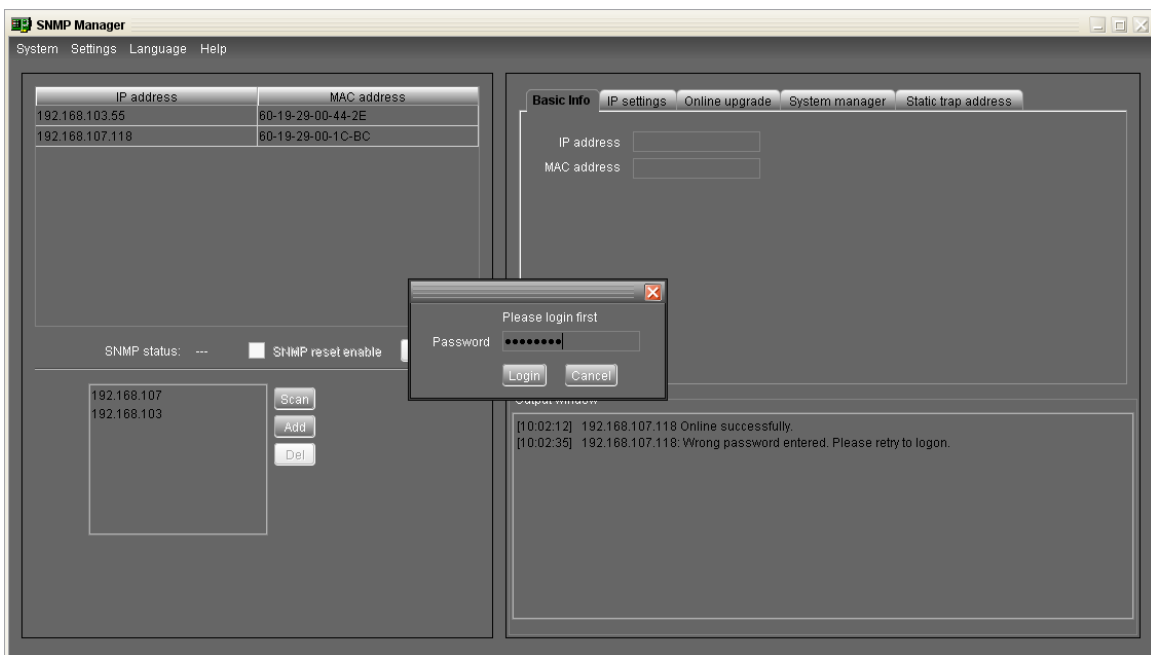 SNMP Manager
System Settings Language Help
IP address MAC address
192.168.103.55 60-19-29-00-44-2E
192.168.107.118 60-19-29-00-1C-BC
SNMP status: --- SNMP reset enable
192.168.107
192.168.103
Scan
Add
Del
Basic Info IP settings Online upgrade System manager Static trap address
IP address
MAC address
Please login first
Password ••••••••
Login Cancel
Output window
[10:02:12] 192.168.107.118 Online successfully.
[10:02:35] 192.168.107.118: Wrong password entered. Please retry to logon.